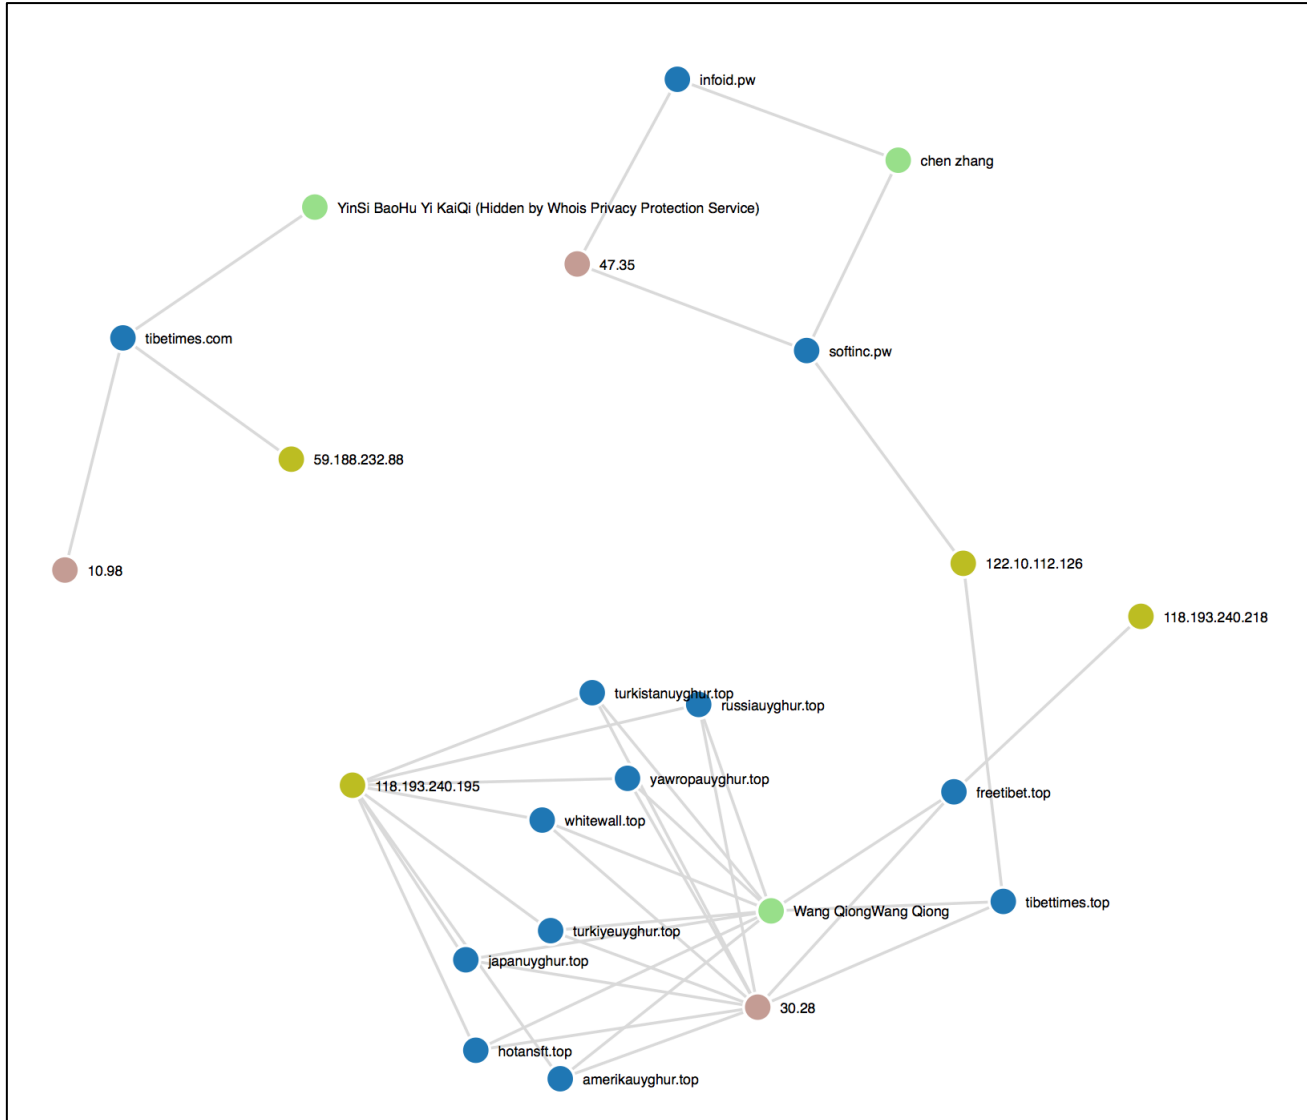 infoid.pw
chen zhang
YinSi BaoHu Yi KaiQi (Hidden by Whois Privacy Protection Service)
47.35
tibetimes.com
softinc.pw
59.188.232.88
10.98
122.10.112.126
118.193.240.218
turkistanuyghur.top
russiauyghur.top
yawropauyghur.top
118.193.240.195
freetibet.top
whitewall.top
tibettimes.top
Wang QiongWang Qiong
turkiyeuyghur.top
japanuyghur.top
30.28
hotansft.top
amerikauyghur.top